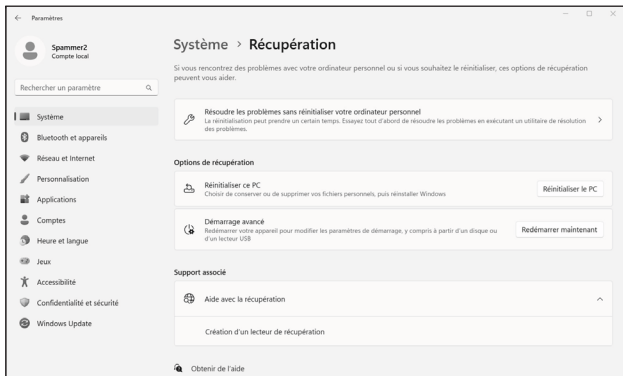 Paramètres
Spammer2
Compte local
Rechercher un paramètre
Système
Bluetooth et appareils
Réseau et Internet
Personnalisation
Applications
Comptes
Heure et langue
Jeux
Accessibilité
Confidentialité et sécurité
Windows Update
Système > Récupération
Si vous rencontrez des problèmes avec votre ordinateur personnel ou si vous souhaitez le réinitialiser, ces options de récupération
peuvent vous aider.
Résoudre les problèmes sans réinitialiser votre ordinateur personnel
La réinitialisation peut prendre un certain temps. Essayez tout d'abord de résoudre les problèmes en exécutant un utilitaire de résolution
des problèmes.
Options de récupération
Réinitialiser ce PC
Choisir de conserver ou de supprimer vos fichiers personnels, puis réinstaller Windows
Réinitialiser le PC
Démarrage avancé
Redémarrer votre appareil pour modifier les paramètres de démarrage, y compris à partir d'un disque ou
d'un lecteur USB
Redémarrer maintenant
Support associé
Aide avec la récupération
Création d'un lecteur de récupération
Obtenir de l'aide